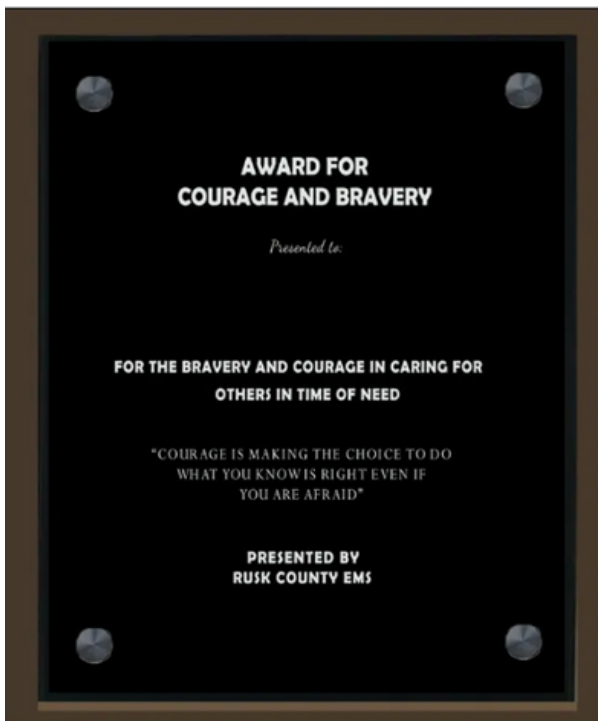 AWARD FOR
COURAGE AND BRAVERY
Presented to:
FOR THE BRAVERY AND COURAGE IN CARING FOR
OTHERS IN TIME OF NEED
"COURAGE IS MAKING THE CHOICE TO DO
WHAT YOU KNOW IS RIGHT EVEN IF
YOU ARE AFRAID"
PRESENTED BY
RUSK COUNTY EMS